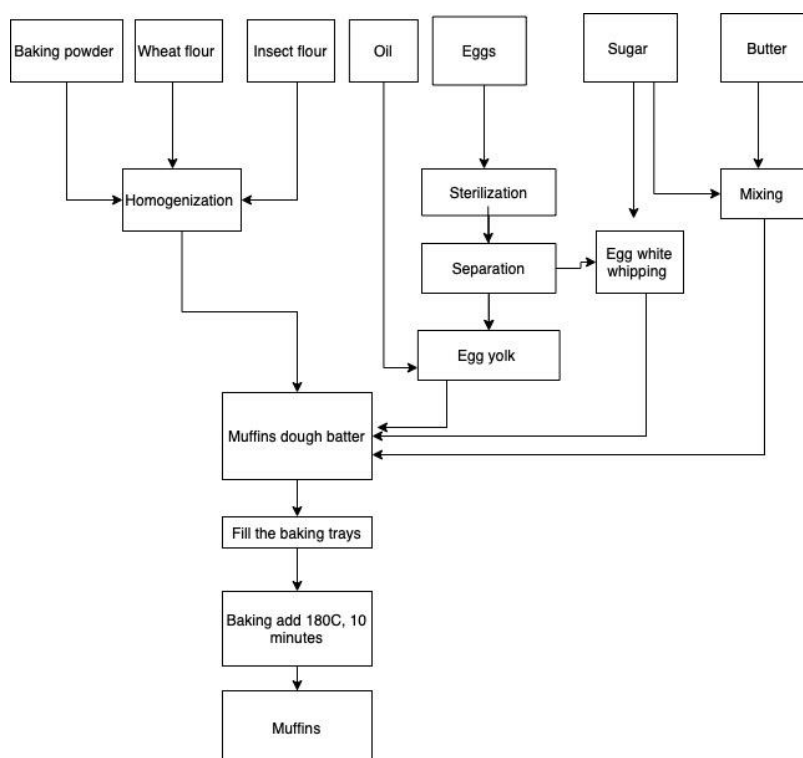 Baking powder
Wheat flour
Insect flour
Oil
Eggs
Sugar
Butter
Homogenization
Sterilization
Mixing
Separation
Egg white
whipping
Egg yolk
Muffins dough batter
Fill the baking trays
Baking add 180C, 10
minutes
Muffins